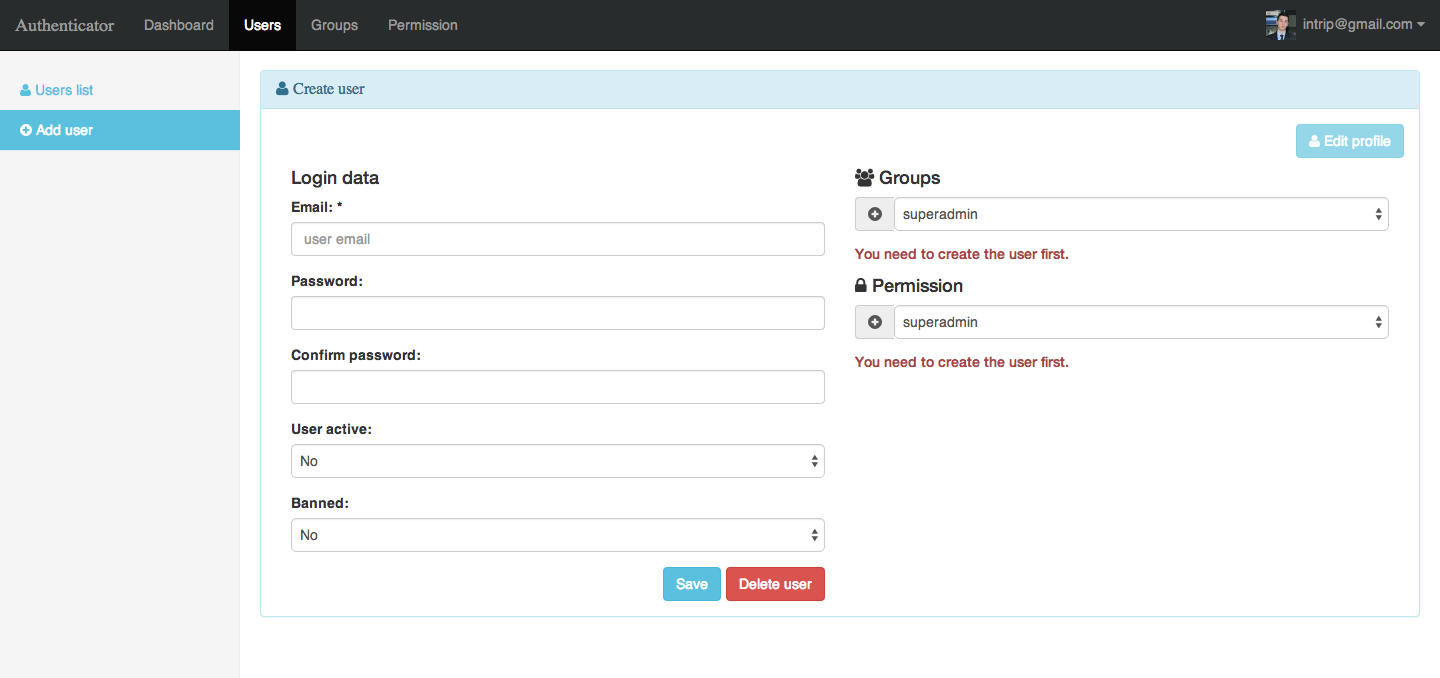 Authenticator Dashboard Users Groups Permission intrip@gmail.com
Users list
Add user
Create user
Edit profile
Login data
Email: *
user email
Password:
Confirm password:
User active:
No
Banned:
No
Save Delete user
Groups
superadmin
You need to create the user first.
Permission
superadmin
You need to create the user first.